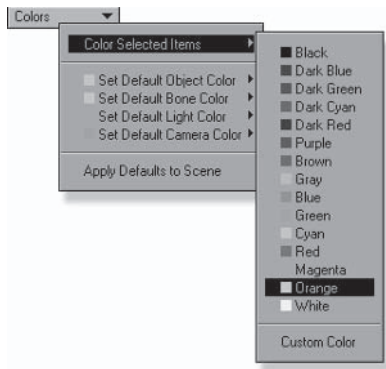 Colors
Color Selected Items
Set Default Object Color
Set Default Bone Color
Set Default Light Color
Set Default Camera Color
Apply Defaults to Scene
Black
Dark Blue
Dark Green
Dark Cyan
Dark Red
Purple
Brown
Gray
Blue
Green
Cyan
Red
Magenta
Orange
White
Custom Color